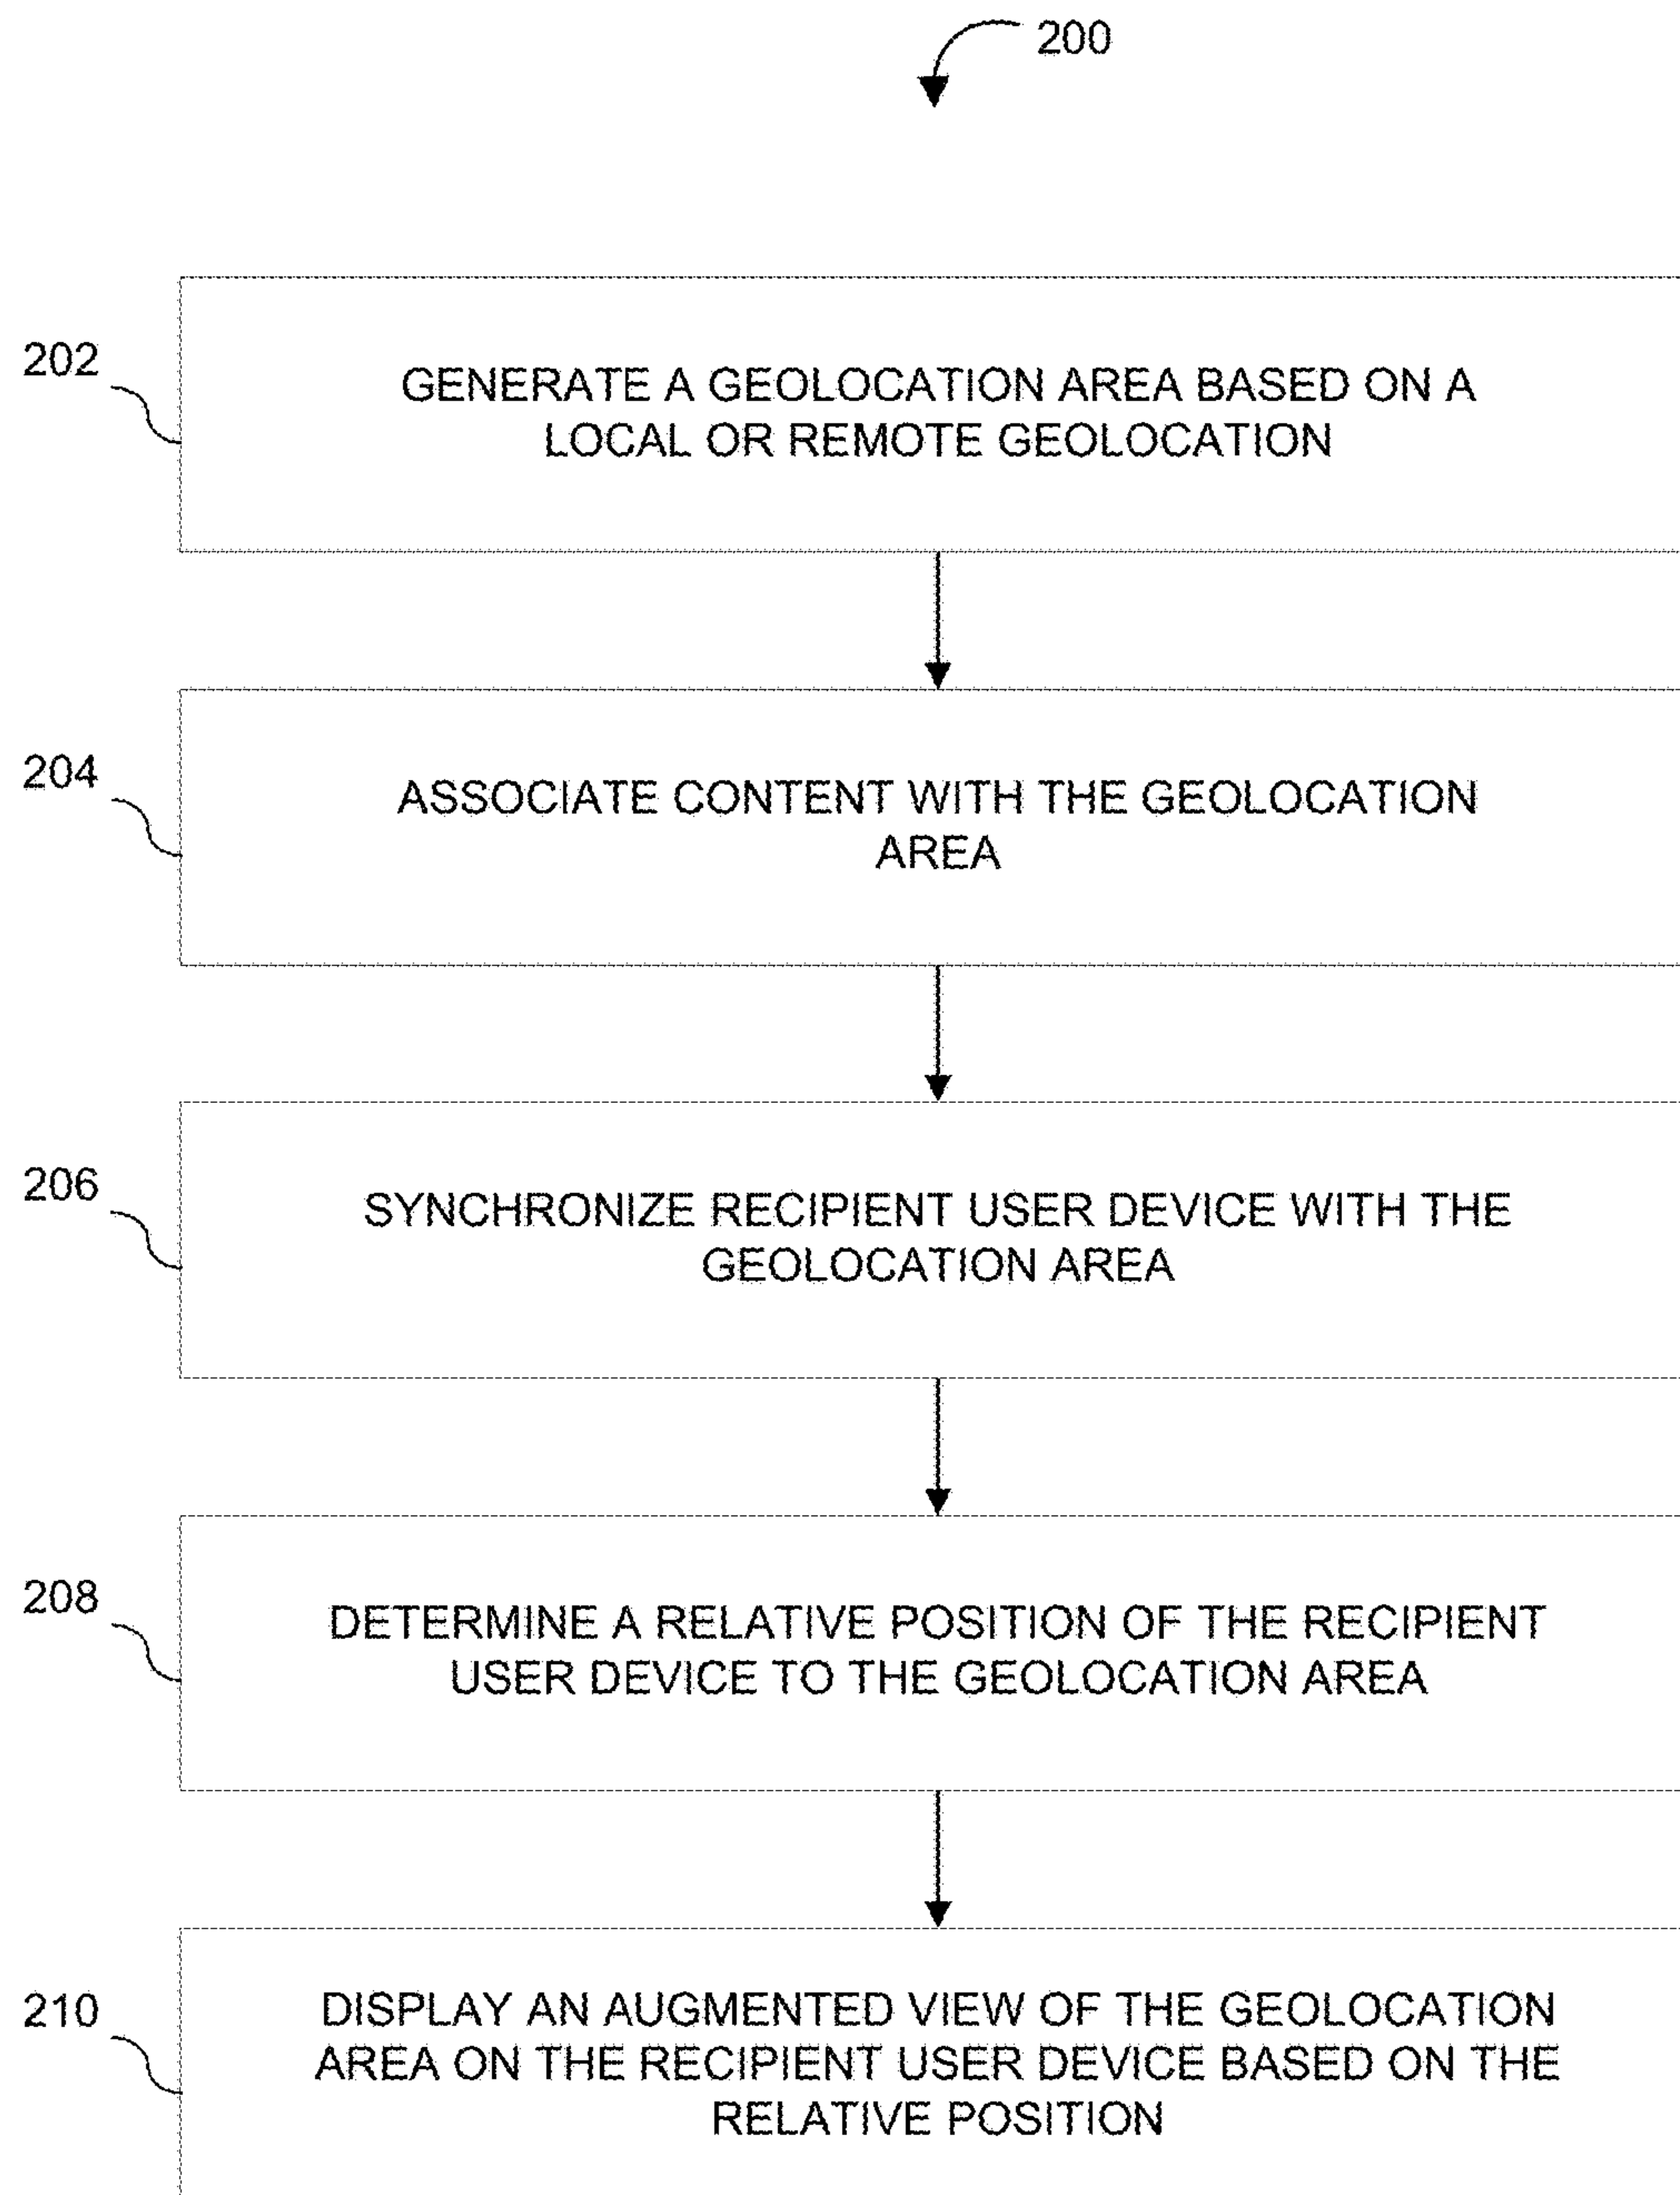 200
202
GENERATE A GEOLOCATION AREA BASED ON A
LOCAL OR REMOTE GEOLOCATION
204
ASSOCIATE CONTENT WITH THE GEOLOCATION
AREA
206
SYNCHRONIZE RECIPIENT USER DEVICE WITH THE
GEOLOCATION AREA
208
DETERMINE A RELATIVE POSITION OF THE RECIPIENT
USER DEVICE TO THE GEOLOCATION AREA
210
DISPLAY AN AUGMENTED VIEW OF THE GEOLOCATION
AREA ON THE RECIPIENT USER DEVICE BASED ON THE
RELATIVE POSITION